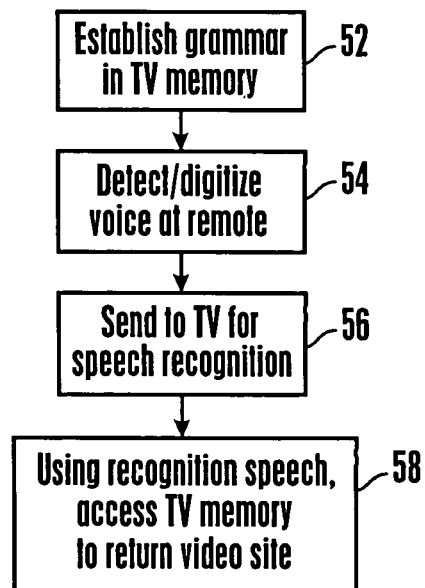 Establish grammar
in TV memory
52
Detect/digitize
voice at remote
54
Send to TV for
speech recognition
56
Using recognition speech,
access TV memory
to return video site
58